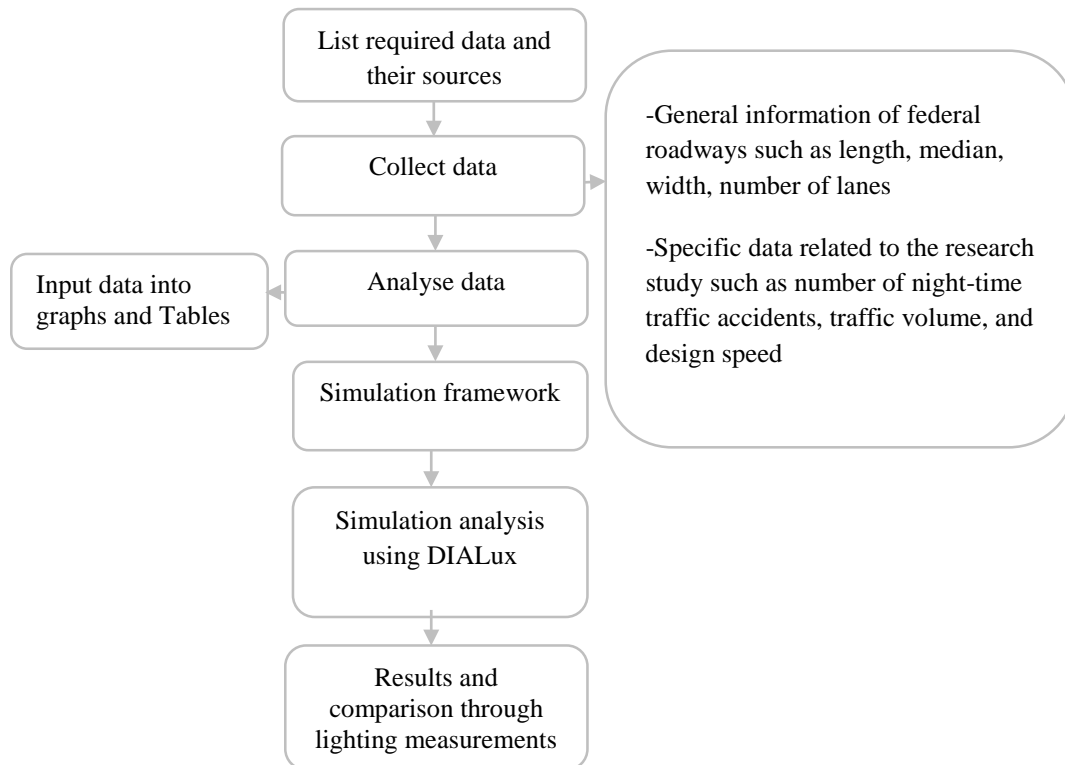 List required data and
their sources
Collect data
-General information of federal
roadways such as length, median,
width, number of lanes
-Specific data related to the research
study such as number of night-time
traffic accidents, traffic volume, and
design speed
Analyse data
Input data into
graphs and Tables
Simulation framework
Simulation analysis
using DIALux
Results and
comparison through
lighting measurements